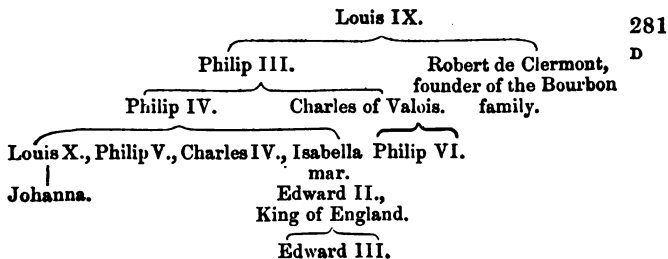 Louis IX.
281
D
Philip III.
Robert de Clermont,
founder of the Bourbon
family.
Philip IV.
Charles of Valois.
Louis X., Philip V., Charles IV., Isabella
mar.
Edward II.,
King of England.
Philip VI.
Johanna.
Edward III.